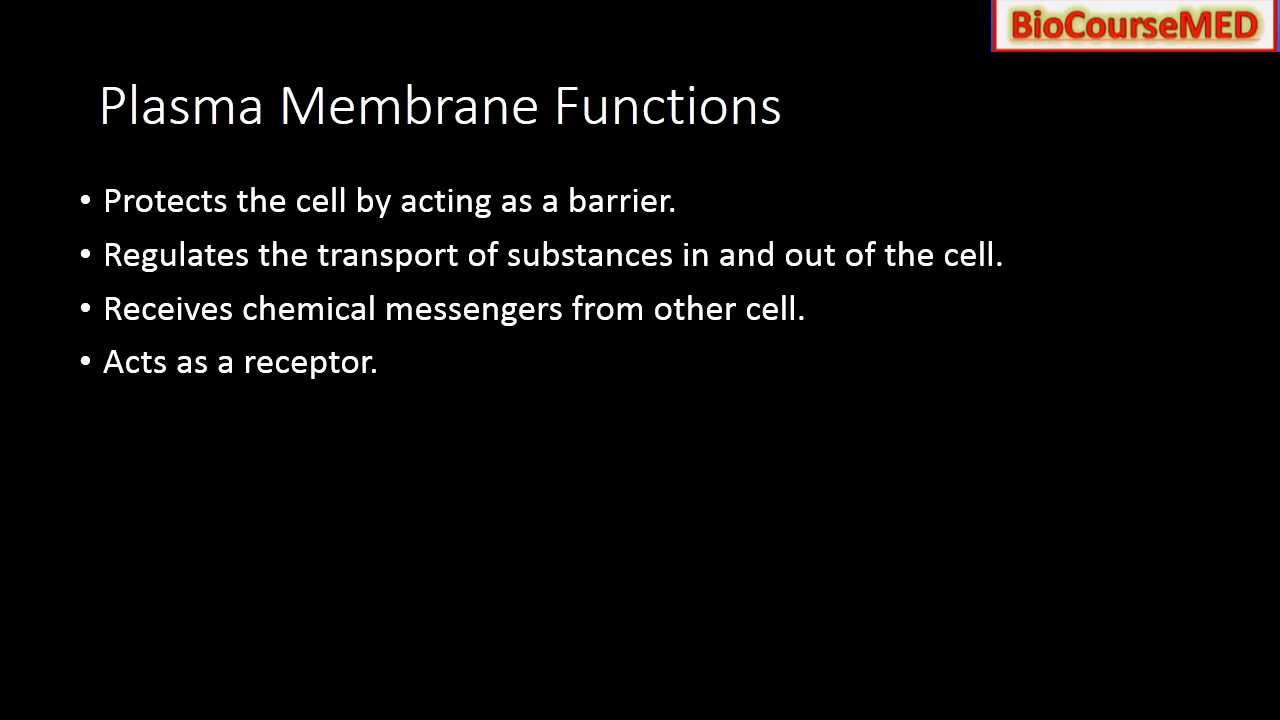 BioCourseMED
Plasma Membrane Functions
• Protects the cell by acting as a barrier.
• Regulates the transport of substances in and out of the cell.
• Receives chemical messengers from other cell.
• Acts as a receptor.